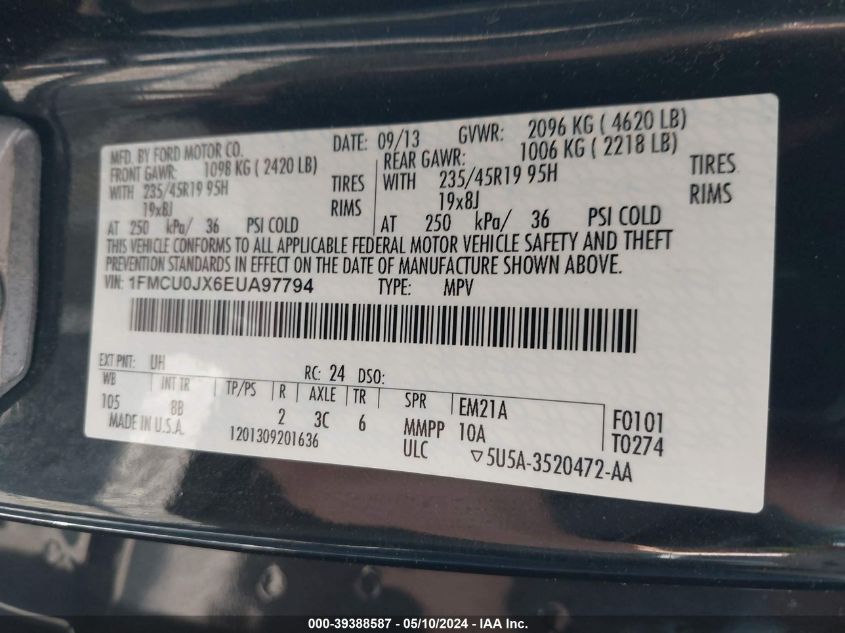 MFD. BY FORD MOTOR CO. DATE: 09/13 GVWR: 2096 KG ( 4620 LB)
FRONT GAWR: 1098 KG ( 2420 LB) REAR GAWR: 1006 KG ( 2218 LB)
WITH 235/45R19 95H TIRES WITH 235/45R19 95H TIRES
19x8J RIMS 19x8J RIMS
AT 250 kPa/ 36 PSI COLD AT 250 kPa/ 36 PSI COLD
THIS VEHICLE CONFORMS TO ALL APPLICABLE FEDERAL MOTOR VEHICLE SAFETY AND THEFT
PREVENTION STANDARDS IN EFFECT ON THE DATE OF MANUFACTURE SHOWN ABOVE.
VIN: 1FMCU0JX6EUA97794 TYPE: MPV
EXT PNT: UH RC: 24 DSO:
WB INT TR TP/PS R AXLE TR SPR EM21A F0101
105 8B 2 3C 6 MMPP 10A T0274
MADE IN U.S.A. 1201309201636 ULC ▽5U5A-3520472-AA
000-39388587 - 05/10/2024 - IAAI, Inc.